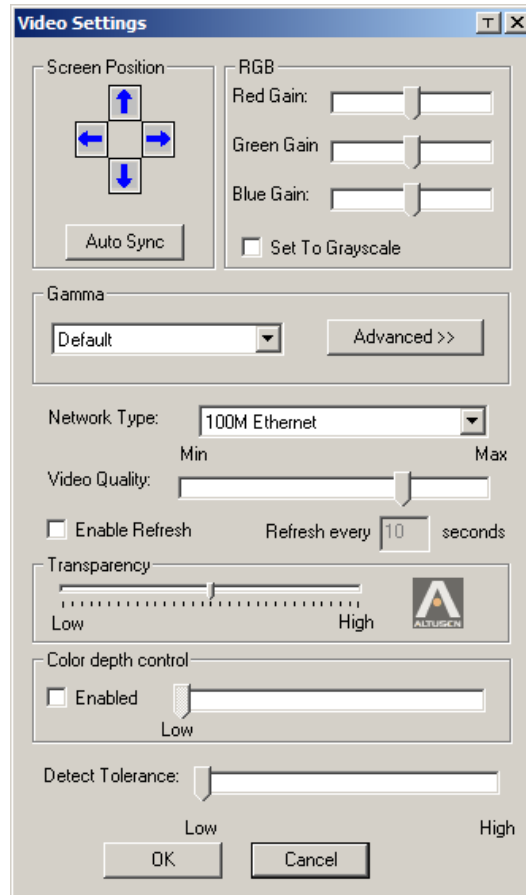 Video Settings
T X
Screen Position
Auto Sync
RGB
Red Gain:
Green Gain
Blue Gain:
Set To Grayscale
Gamma
Default
Advanced >>
Network Type:
100M Ethernet
Min
Max
Video Quality:
Enable Refresh
Refresh every 10 seconds
Transparency
Low
High
ALTUSEN
Color depth control
Enabled
Low
Detect Tolerance:
Low
High
OK
Cancel